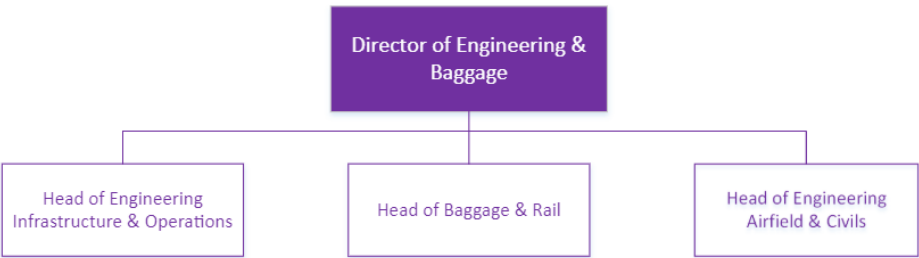 Director of Engineering &
Baggage
Head of Engineering
Infrastructure & Operations
Head of Baggage & Rail
Head of Engineering
Airfield & Civils